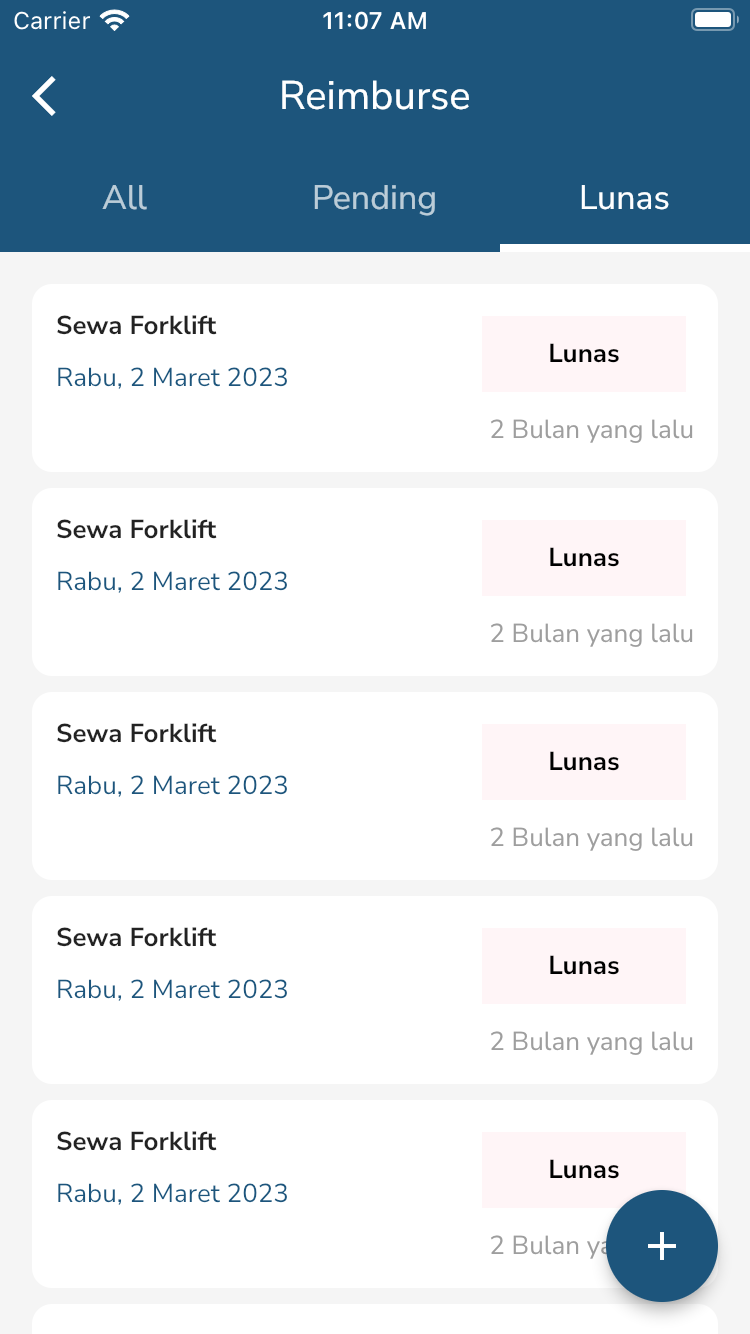 Carrier 11:07 AM
Reimburse
All Pending Lunas
Sewa Forklift
Lunas
Rabu, 2 Maret 2023
2 Bulan yang lalu
Sewa Forklift
Lunas
Rabu, 2 Maret 2023
2 Bulan yang lalu
Sewa Forklift
Lunas
Rabu, 2 Maret 2023
2 Bulan yang lalu
Sewa Forklift
Lunas
Rabu, 2 Maret 2023
2 Bulan yang lalu
Sewa Forklift
Lunas
Rabu, 2 Maret 2023
2 Bulan